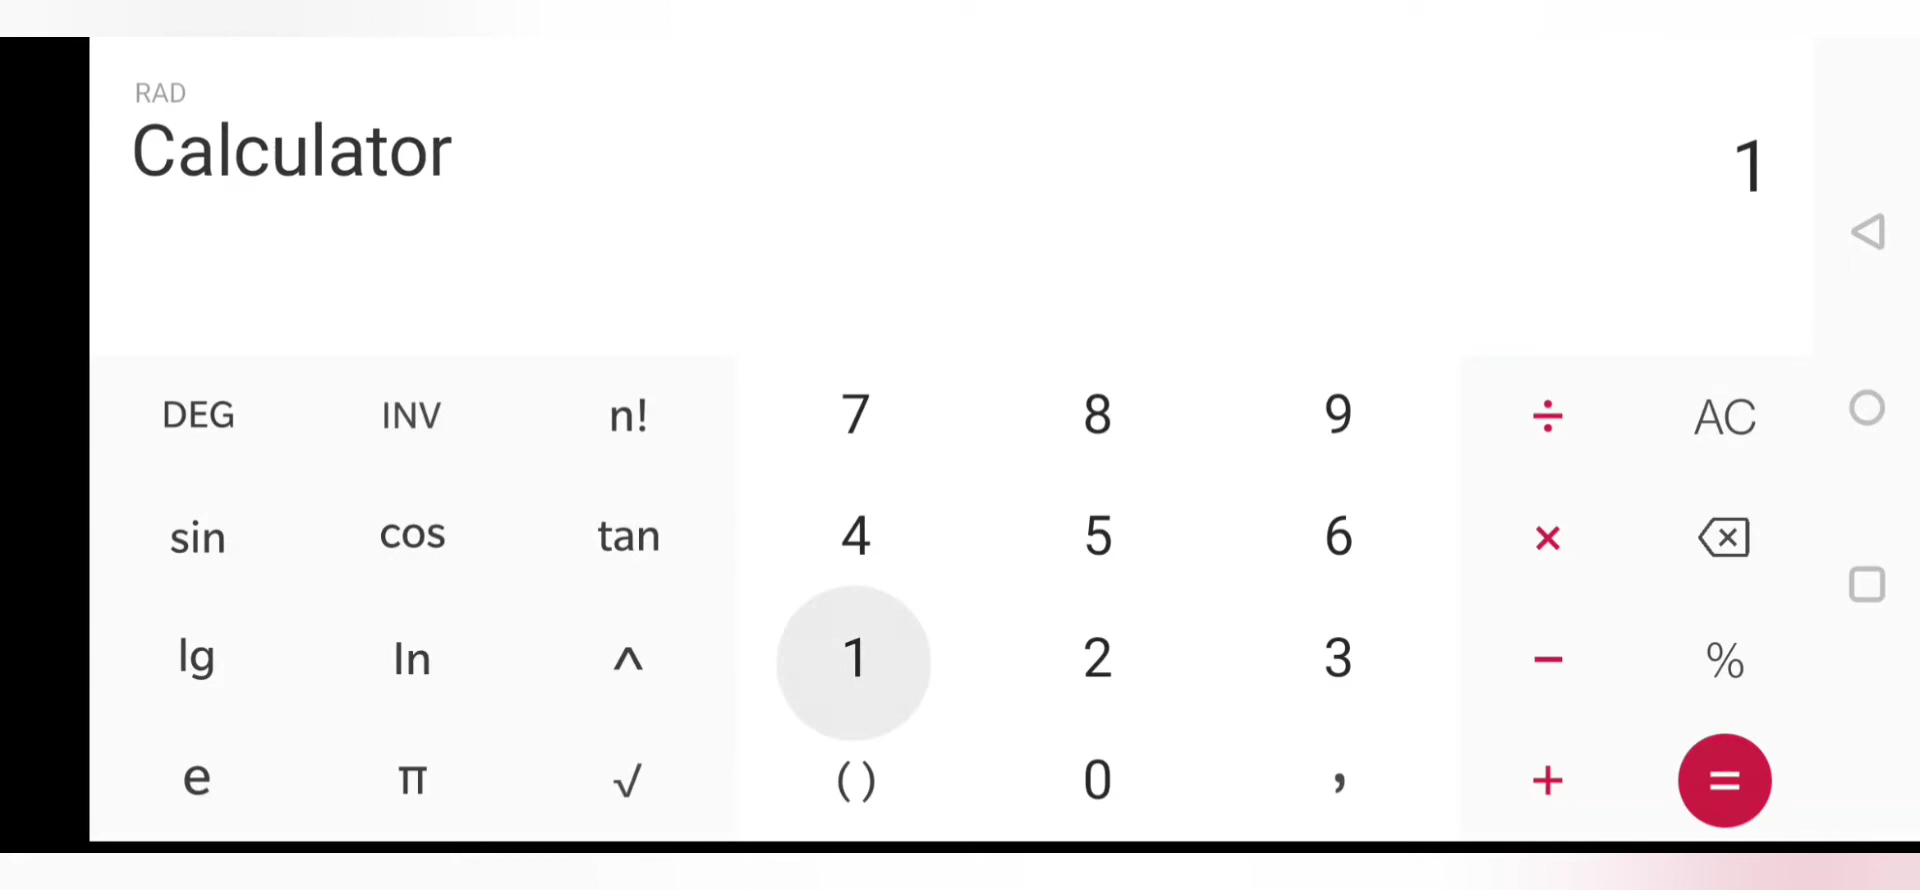 RAD
Calculator
1
DEG INV n! 7 8 9 ÷ AC
sin cos tan 4 5 6 ×
lg ln ^ 1 2 3 − %
e π √ ( ) 0 , + =